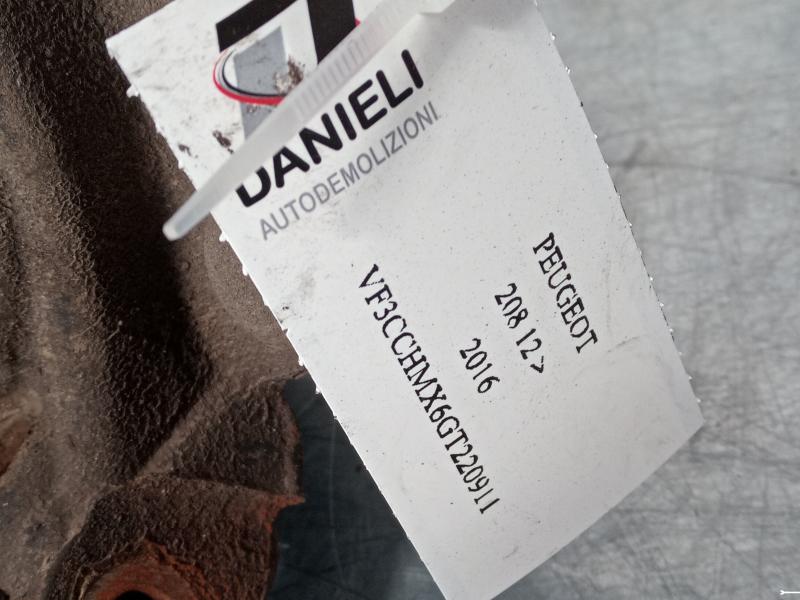 DANIELI
AUTODEMOLIZIONI
PEUGEOT
208 12>
2016
VF3CCHMX6GT220911